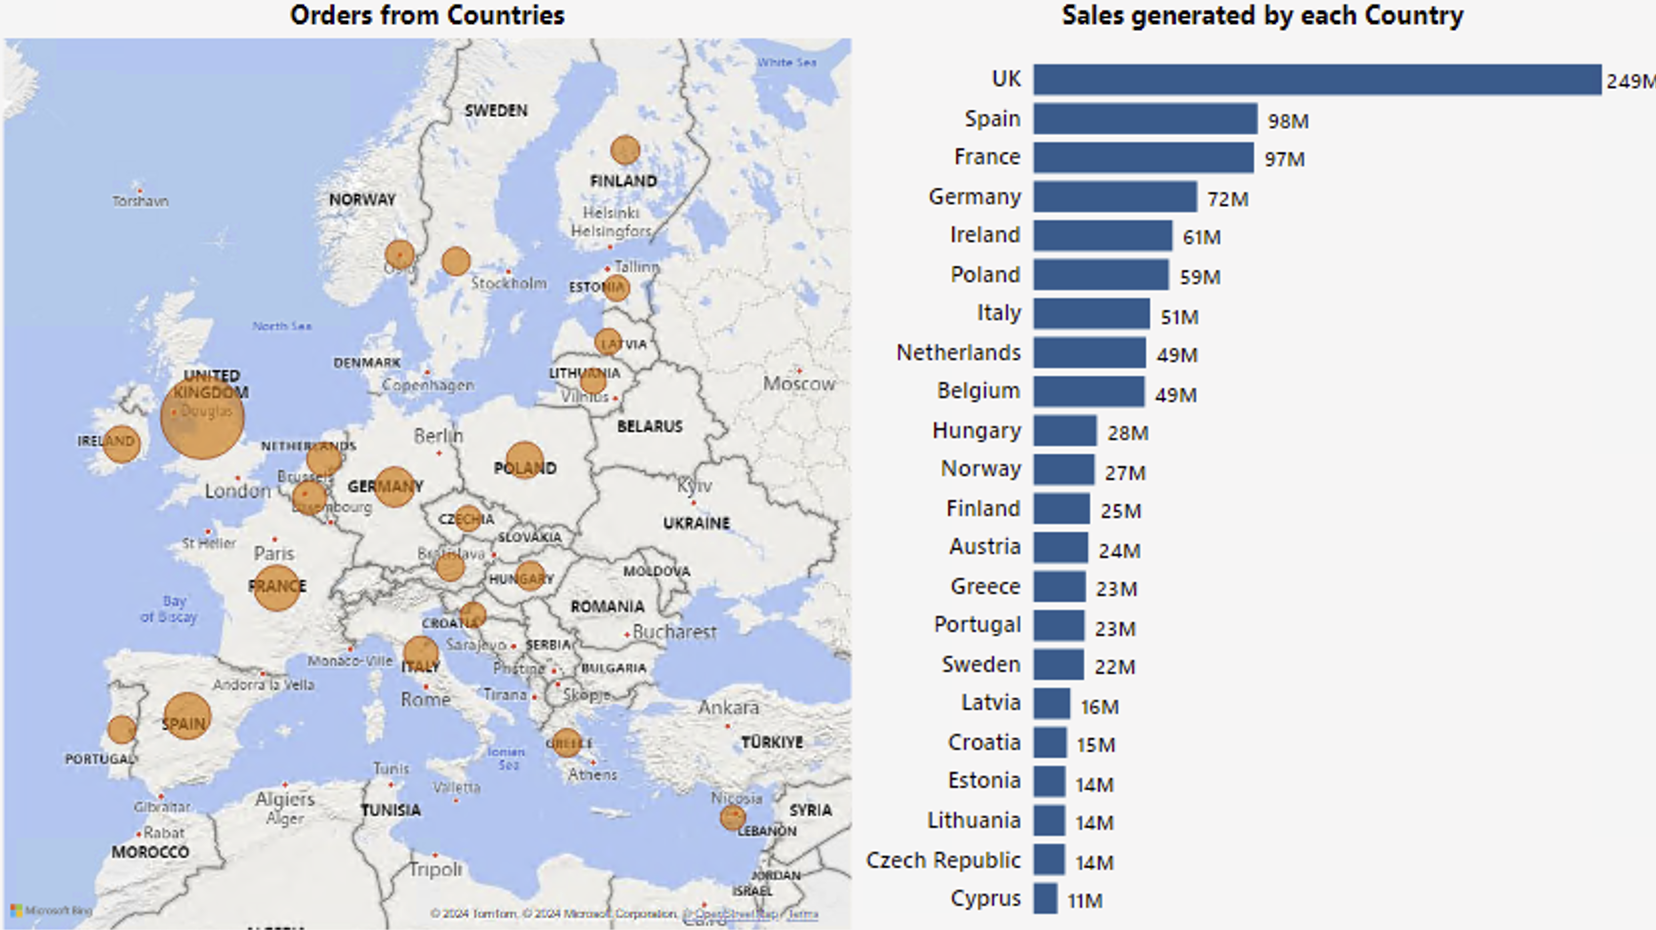 Orders from Countries
White Sea
SWEDEN
FINLAND
NORWAY
Tórshavn
Helsinki
Helsingfors
Oslo
Tallinn
Stockholm
ESTONIA
North Sea
LATVIA
DENMARK
LITHUANIA
UNITED
KINGDOM
Copenhagen
Moscow
Vilnius
Douglas
BELARUS
IRELAND
NETHERLANDS
Berlin
POLAND
Brussels
GERMANY
London
Luxembourg
Kyiv
CZECHIA
UKRAINE
St Helier
Paris
SLOVAKIA
Bratislava
FRANCE
HUNGARY
MOLDOVA
Bay
of Biscay
ROMANIA
CROATIA
Bucharest
Sarajevo
SERBIA
Monaco-Ville
ITALY
Pristina
BULGARIA
Andorra la Vella
Rome
Tirana
Skopje
SPAIN
Ankara
GREECE
TÜRKIYE
PORTUGAL
Ionian
Sea
Athens
Tunis
Valletta
Nicosia
Gibraltar
Algiers
Alger
TUNISIA
SYRIA
Rabat
LEBANON
MOROCCO
Tripoli
JORDAN
ISRAEL
Microsoft Bing
© 2024 TomTom, © 2024 Microsoft Corporation, © OpenStreetMap Terms
Cairo
ALGERIA
Sales generated by each Country
UK 249M
Spain 98M
France 97M
Germany 72M
Ireland 61M
Poland 59M
Italy 51M
Netherlands 49M
Belgium 49M
Hungary 28M
Norway 27M
Finland 25M
Austria 24M
Greece 23M
Portugal 23M
Sweden 22M
Latvia 16M
Croatia 15M
Estonia 14M
Lithuania 14M
Czech Republic 14M
Cyprus 11M